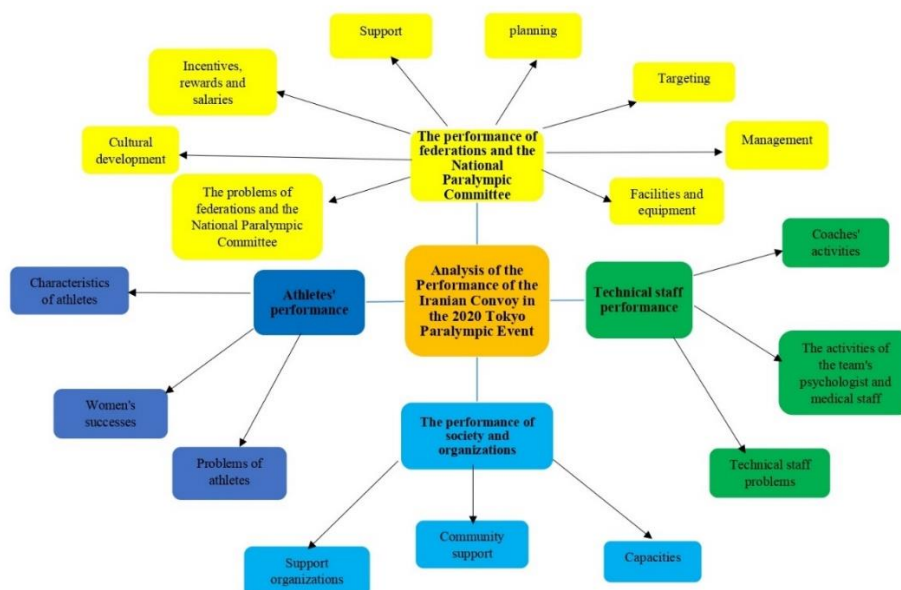 Support
planning
Incentives,
rewards and
salaries
Targeting
Cultural
development
The performance of
federations and the
National
Paralympic
Committee
Management
The problems of
federations and the
National Paralympic
Committee
Facilities and
equipment
Coaches'
activities
Characteristics
of athletes
Athletes'
performance
Analysis of the
Performance of the
Iranian Convoy in
the 2020 Tokyo
Paralympic Event
Technical staff
performance
The activities of
the team's
psychologist and
medical staff
Women's
successes
The performance of
society and
organizations
Problems of
athletes
Technical staff
problems
Support
organizations
Community
support
Capacities